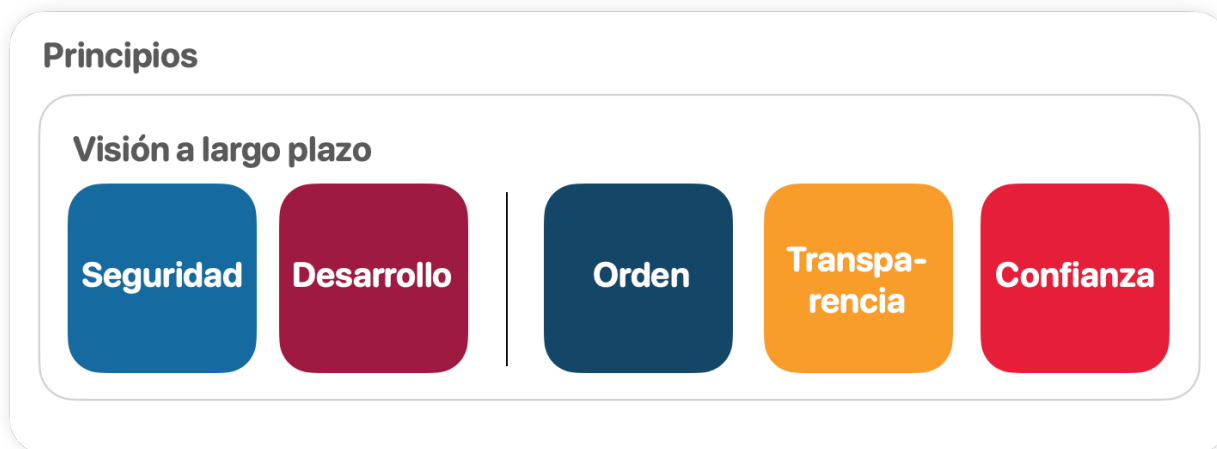 Principios
Visión a largo plazo
Seguridad
Desarrollo
Orden
Transpa-
rencia
Confianza